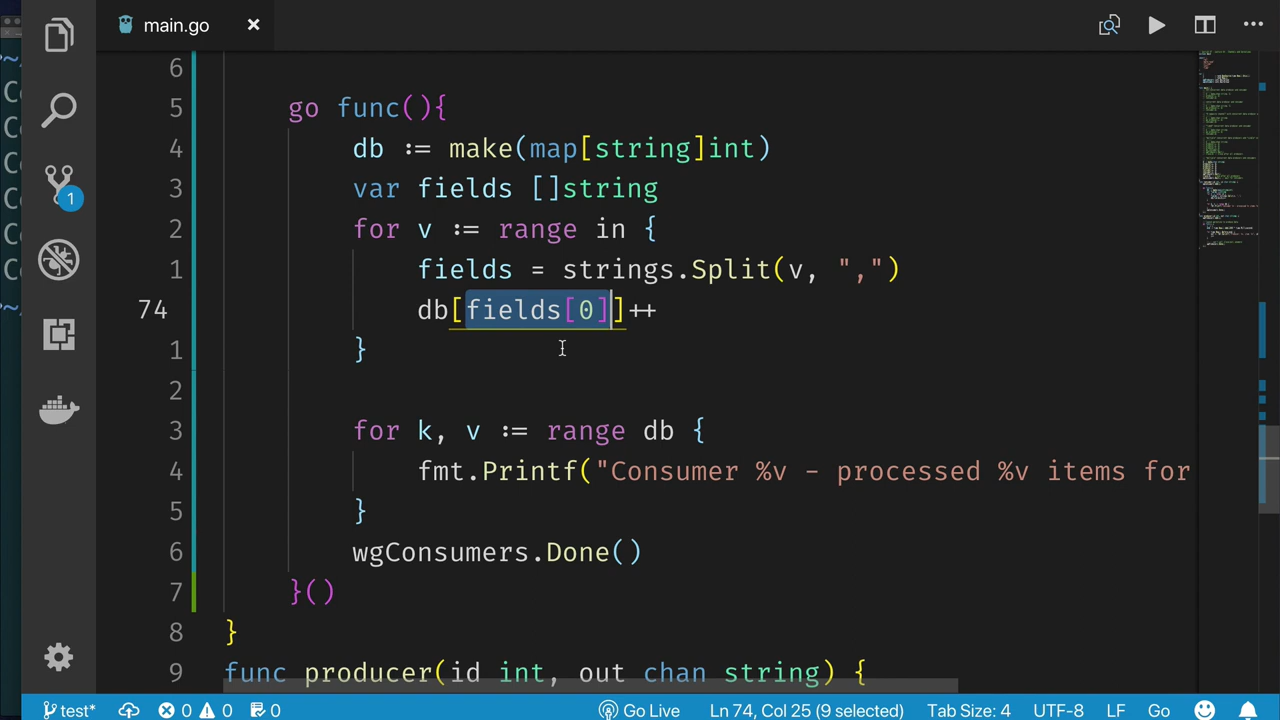 main.go
6
5 go func(){
4 db := make(map[string]int)
3 var fields []string
2 for v := range in {
1 fields = strings.Split(v, ",")
74 db[fields[0]]++
1 }
2
3 for k, v := range db {
4 fmt.Printf("Consumer %v - processed %v items for
5 }
6 wgConsumers.Done()
7 }()
8 }
9 func producer(id int, out chan string) {
1
test* 0 0 0 Go Live Ln 74, Col 25 (9 selected) Tab Size: 4 UTF-8 LF Go